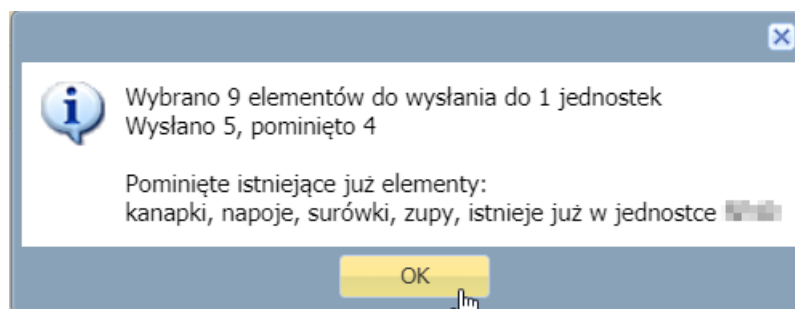 Wybrano 9 elementów do wysłania do 1 jednostek
Wysłano 5, pominięto 4
Pominięte istniejące już elementy:
kanapki, napoje, surówki, zupy, istnieje już w jednostce
OK